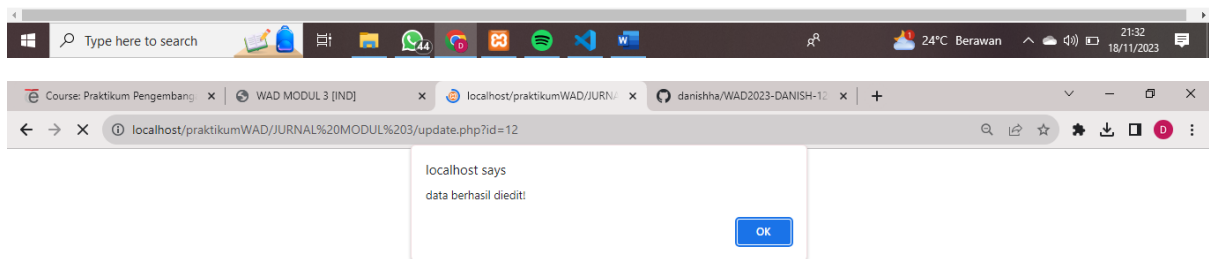 Type here to search
44
24°C Berawan
21:32
18/11/2023
Course: Praktikum Pengembang
WAD MODUL 3 [IND]
localhost/praktikumWAD/JURNA
danishha/WAD2023-DANISH-12
localhost/praktikumWAD/JURNAL%20MODUL%203/update.php?id=12
D
localhost says
data berhasil diedit!
OK